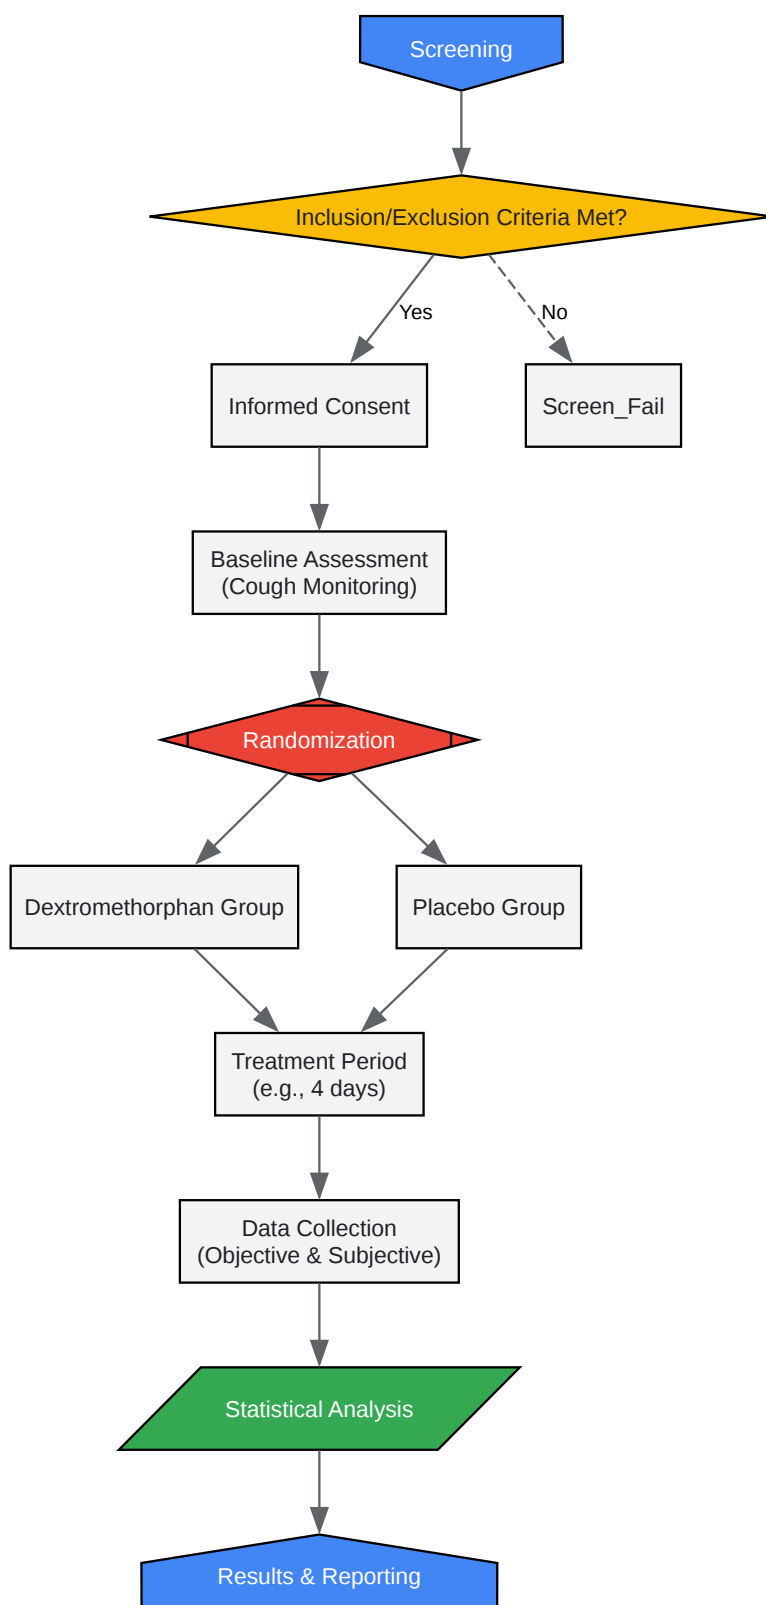 Screening
Inclusion/Exclusion Criteria Met?
Yes
No
Informed Consent
Screen_Fail
Baseline Assessment
(Cough Monitoring)
Randomization
Dextromethorphan Group
Placebo Group
Treatment Period
(e.g., 4 days)
Data Collection
(Objective & Subjective)
Statistical Analysis
Results & Reporting